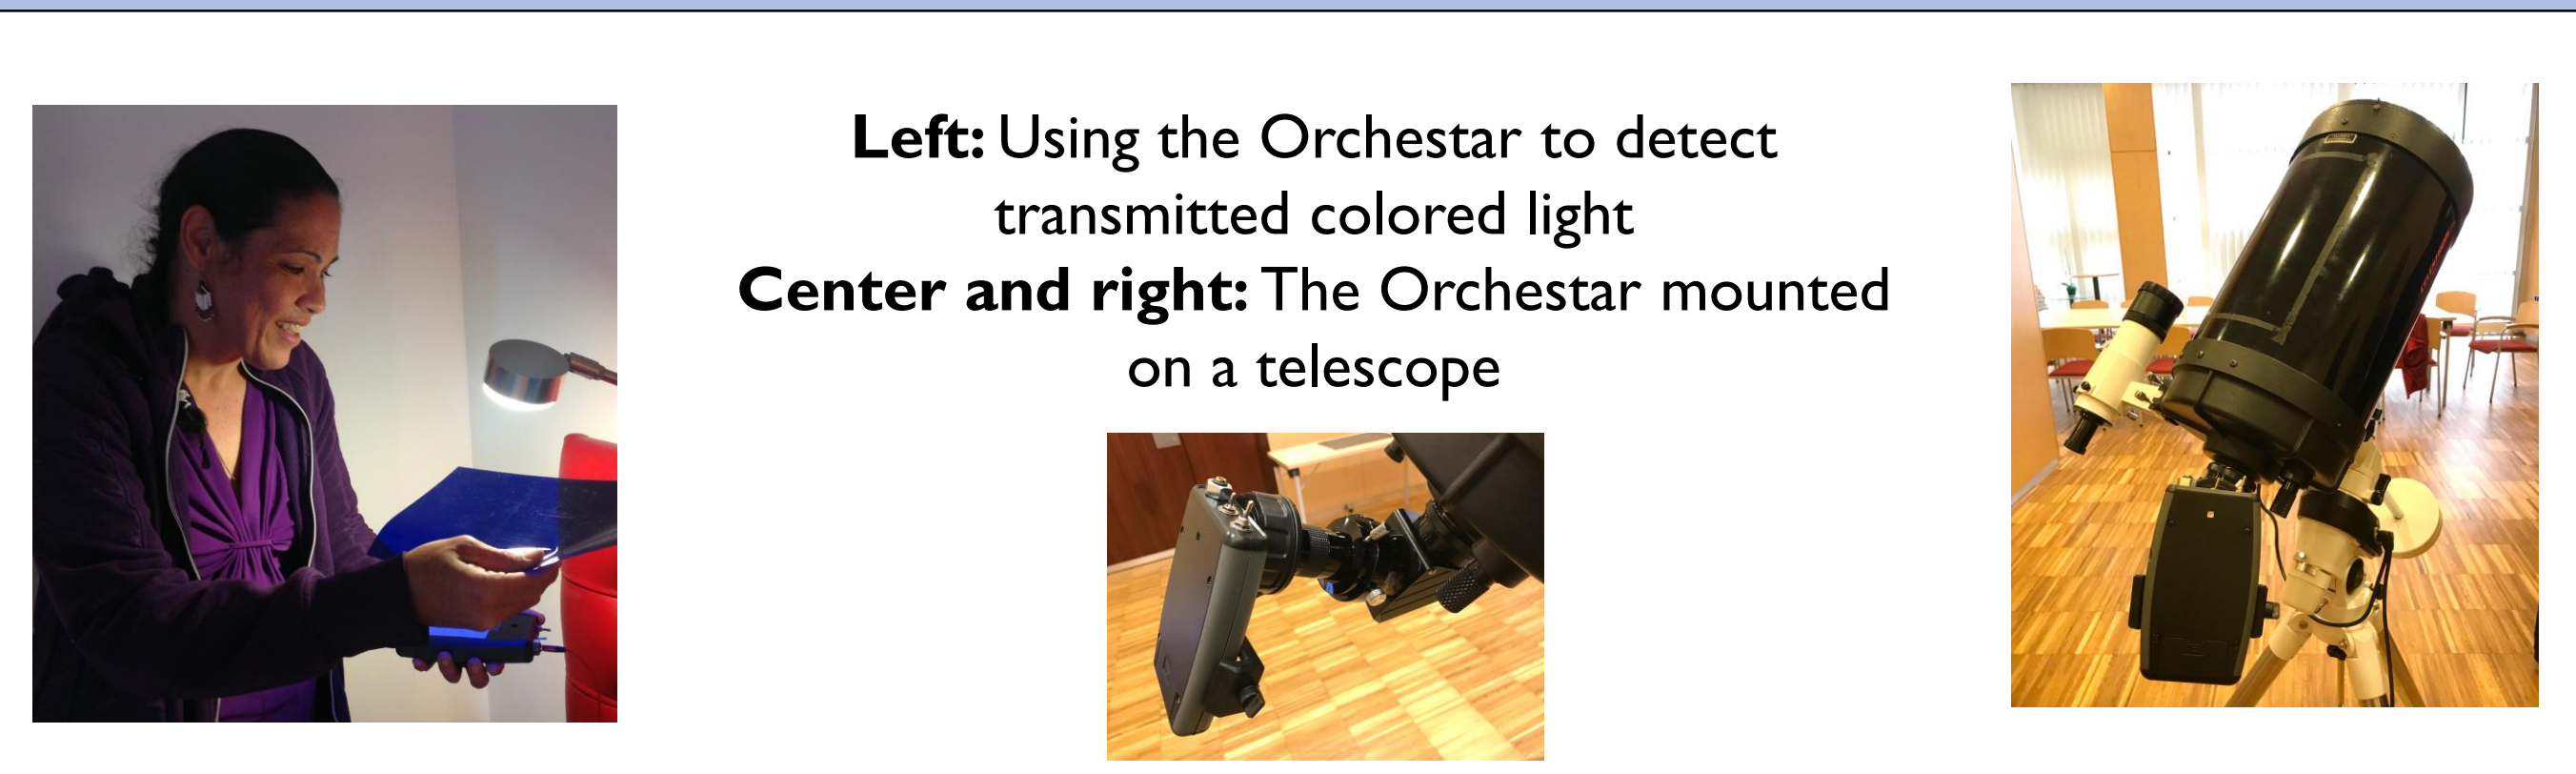 Left: Using the Orchestar to detect
transmitted colored light
Center and right: The Orchestar mounted
on a telescope